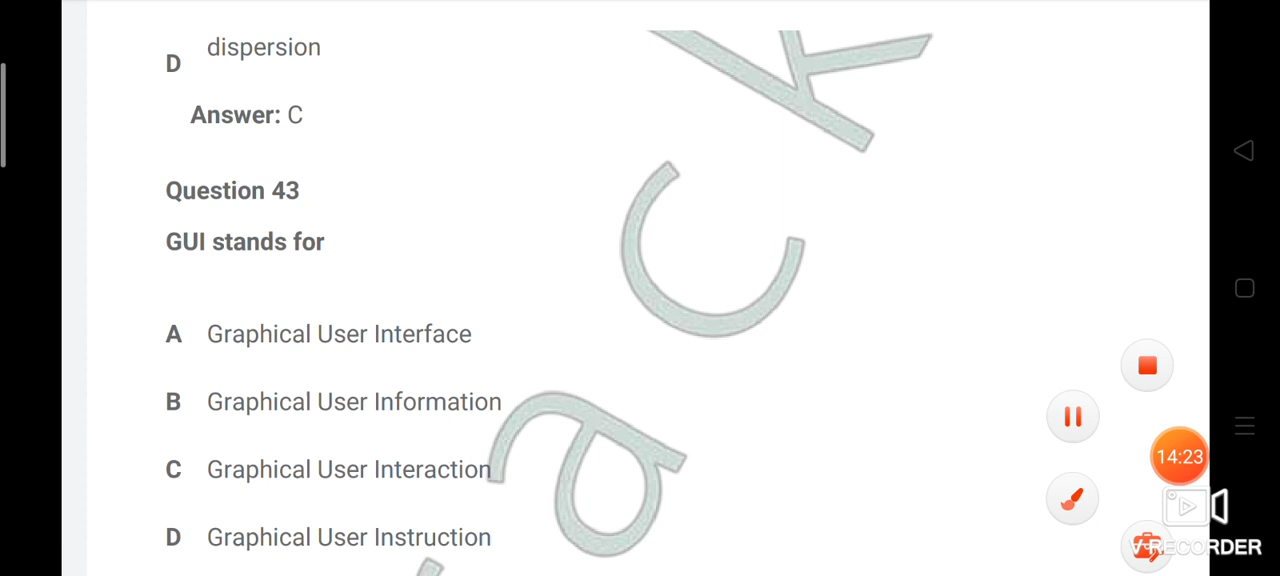 dispersion
D
Answer: C
Question 43
GUI stands for
A Graphical User Interface
B Graphical User Information
C Graphical User Interaction
D Graphical User Instruction
14:23
V RECORDER
a c k